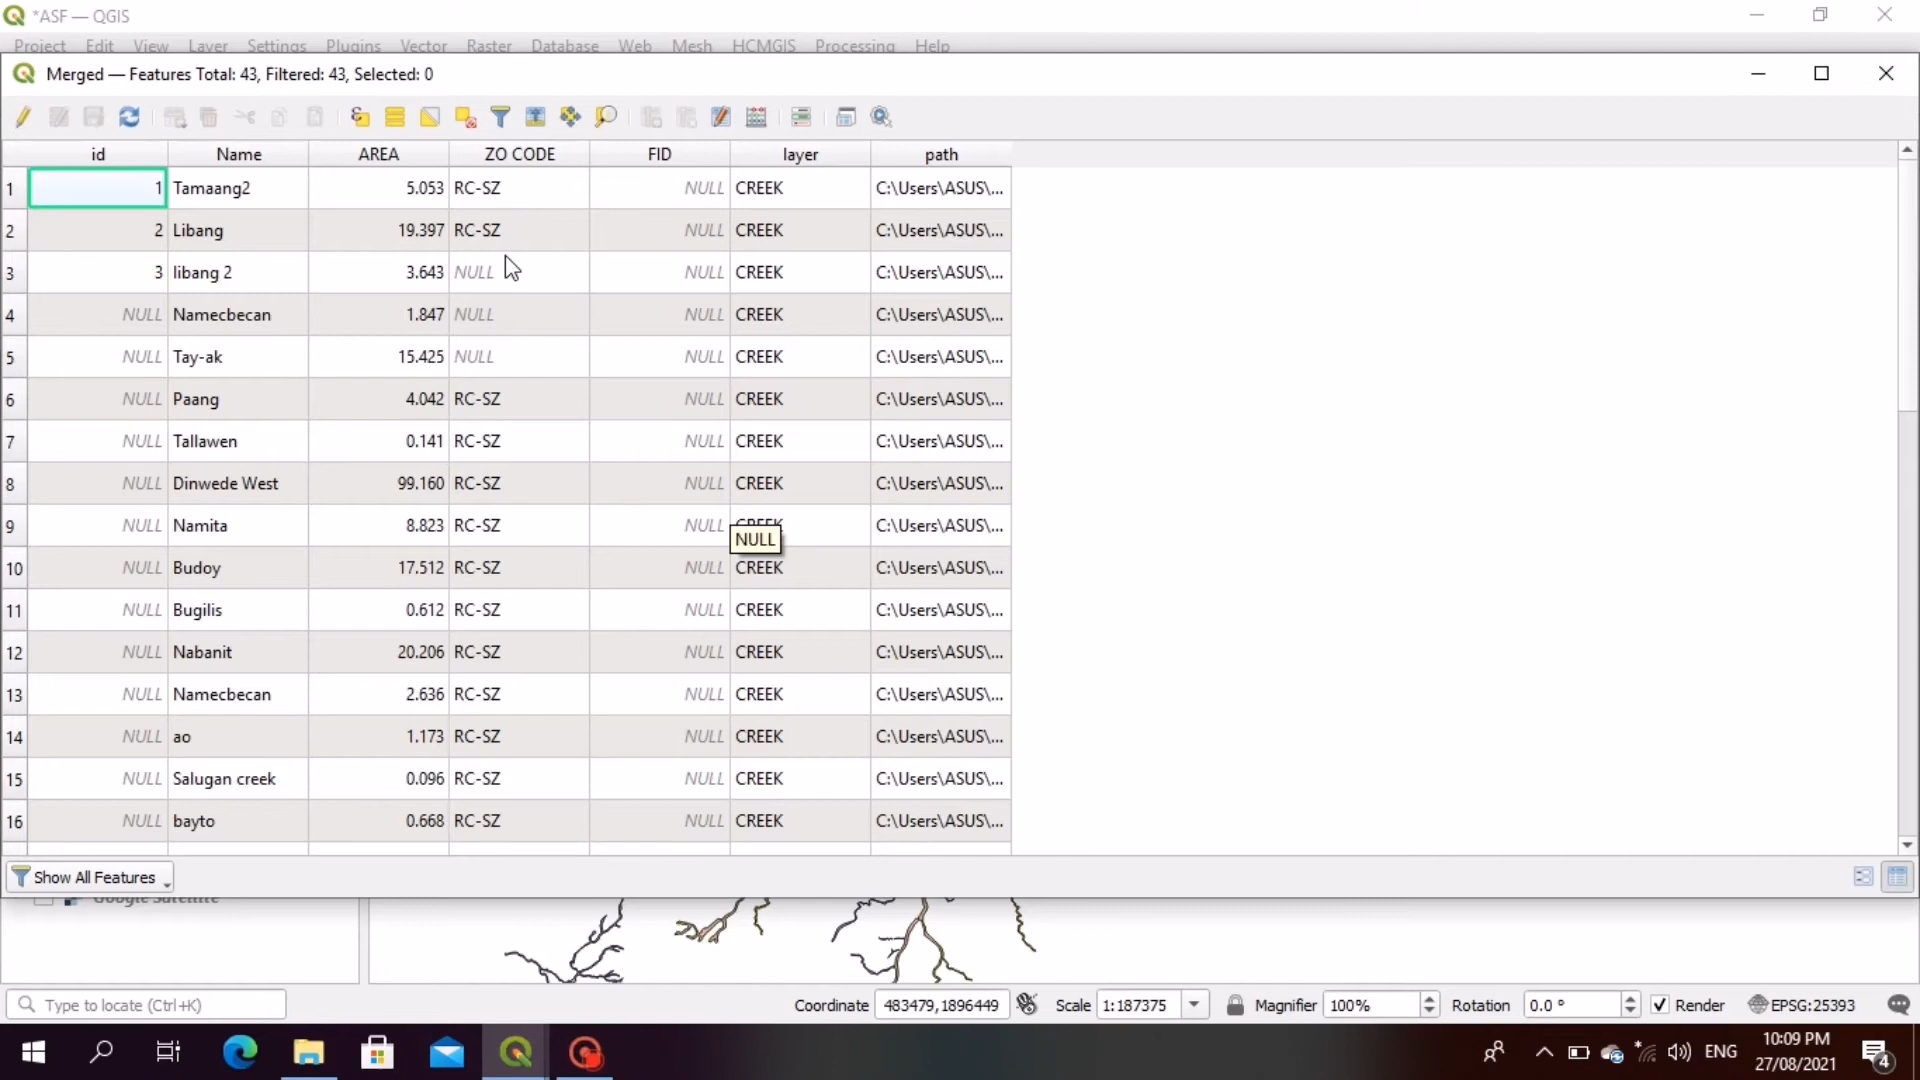 *ASF — QGIS
Project Edit View Layer Settings Plugins Vector Raster Database Web Mesh HCMGIS Processing Help
Merged — Features Total: 43, Filtered: 43, Selected: 0
id Name AREA ZO CODE FID layer path
1 1 Tamaang2 5.053 RC-SZ NULL CREEK C:\Users\ASUS\...
2 2 Libang 19.397 RC-SZ NULL CREEK C:\Users\ASUS\...
3 3 libang 2 3.643 NULL NULL CREEK C:\Users\ASUS\...
4 NULL Namecbecan 1.847 NULL NULL CREEK C:\Users\ASUS\...
5 NULL Tay-ak 15.425 NULL NULL CREEK C:\Users\ASUS\...
6 NULL Paang 4.042 RC-SZ NULL CREEK C:\Users\ASUS\...
7 NULL Tallawen 0.141 RC-SZ NULL CREEK C:\Users\ASUS\...
8 NULL Dinwede West 99.160 RC-SZ NULL CREEK C:\Users\ASUS\...
9 NULL Namita 8.823 RC-SZ NULL CREEK C:\Users\ASUS\...
NULL
10 NULL Budoy 17.512 RC-SZ NULL CREEK C:\Users\ASUS\...
11 NULL Bugilis 0.612 RC-SZ NULL CREEK C:\Users\ASUS\...
12 NULL Nabanit 20.206 RC-SZ NULL CREEK C:\Users\ASUS\...
13 NULL Namecbecan 2.636 RC-SZ NULL CREEK C:\Users\ASUS\...
14 NULL ao 1.173 RC-SZ NULL CREEK C:\Users\ASUS\...
15 NULL Salugan creek 0.096 RC-SZ NULL CREEK C:\Users\ASUS\...
16 NULL bayto 0.668 RC-SZ NULL CREEK C:\Users\ASUS\...
Show All Features
Google Satellite
Type to locate (Ctrl+K) Coordinate 483479,1896449 Scale 1:187375 Magnifier 100% Rotation 0.0 ° Render EPSG:25393
ENG 10:09 PM
27/08/2021 4